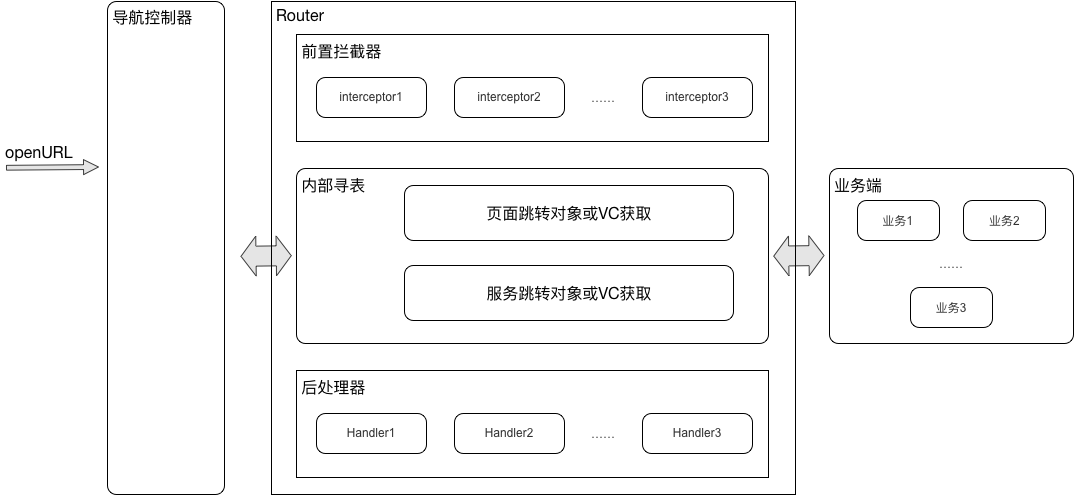 导航控制器
Router
前置拦截器
interceptor1
interceptor2
......
interceptor3
openURL
内部寻表
页面跳转对象或VC获取
服务跳转对象或VC获取
业务端
业务1
业务2
......
业务3
后处理器
Handler1
Handler2
......
Handler3